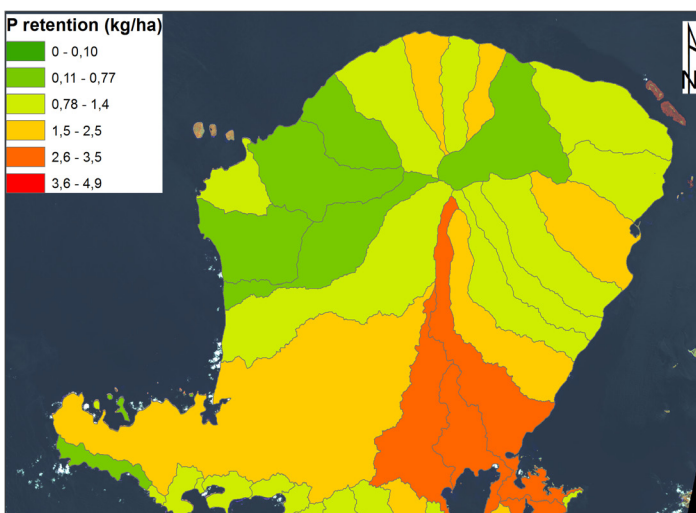 P retention (kg/ha)
0 - 0,10
0,11 - 0,77
0,78 - 1,4
1,5 - 2,5
2,6 - 3,5
3,6 - 4,9
N